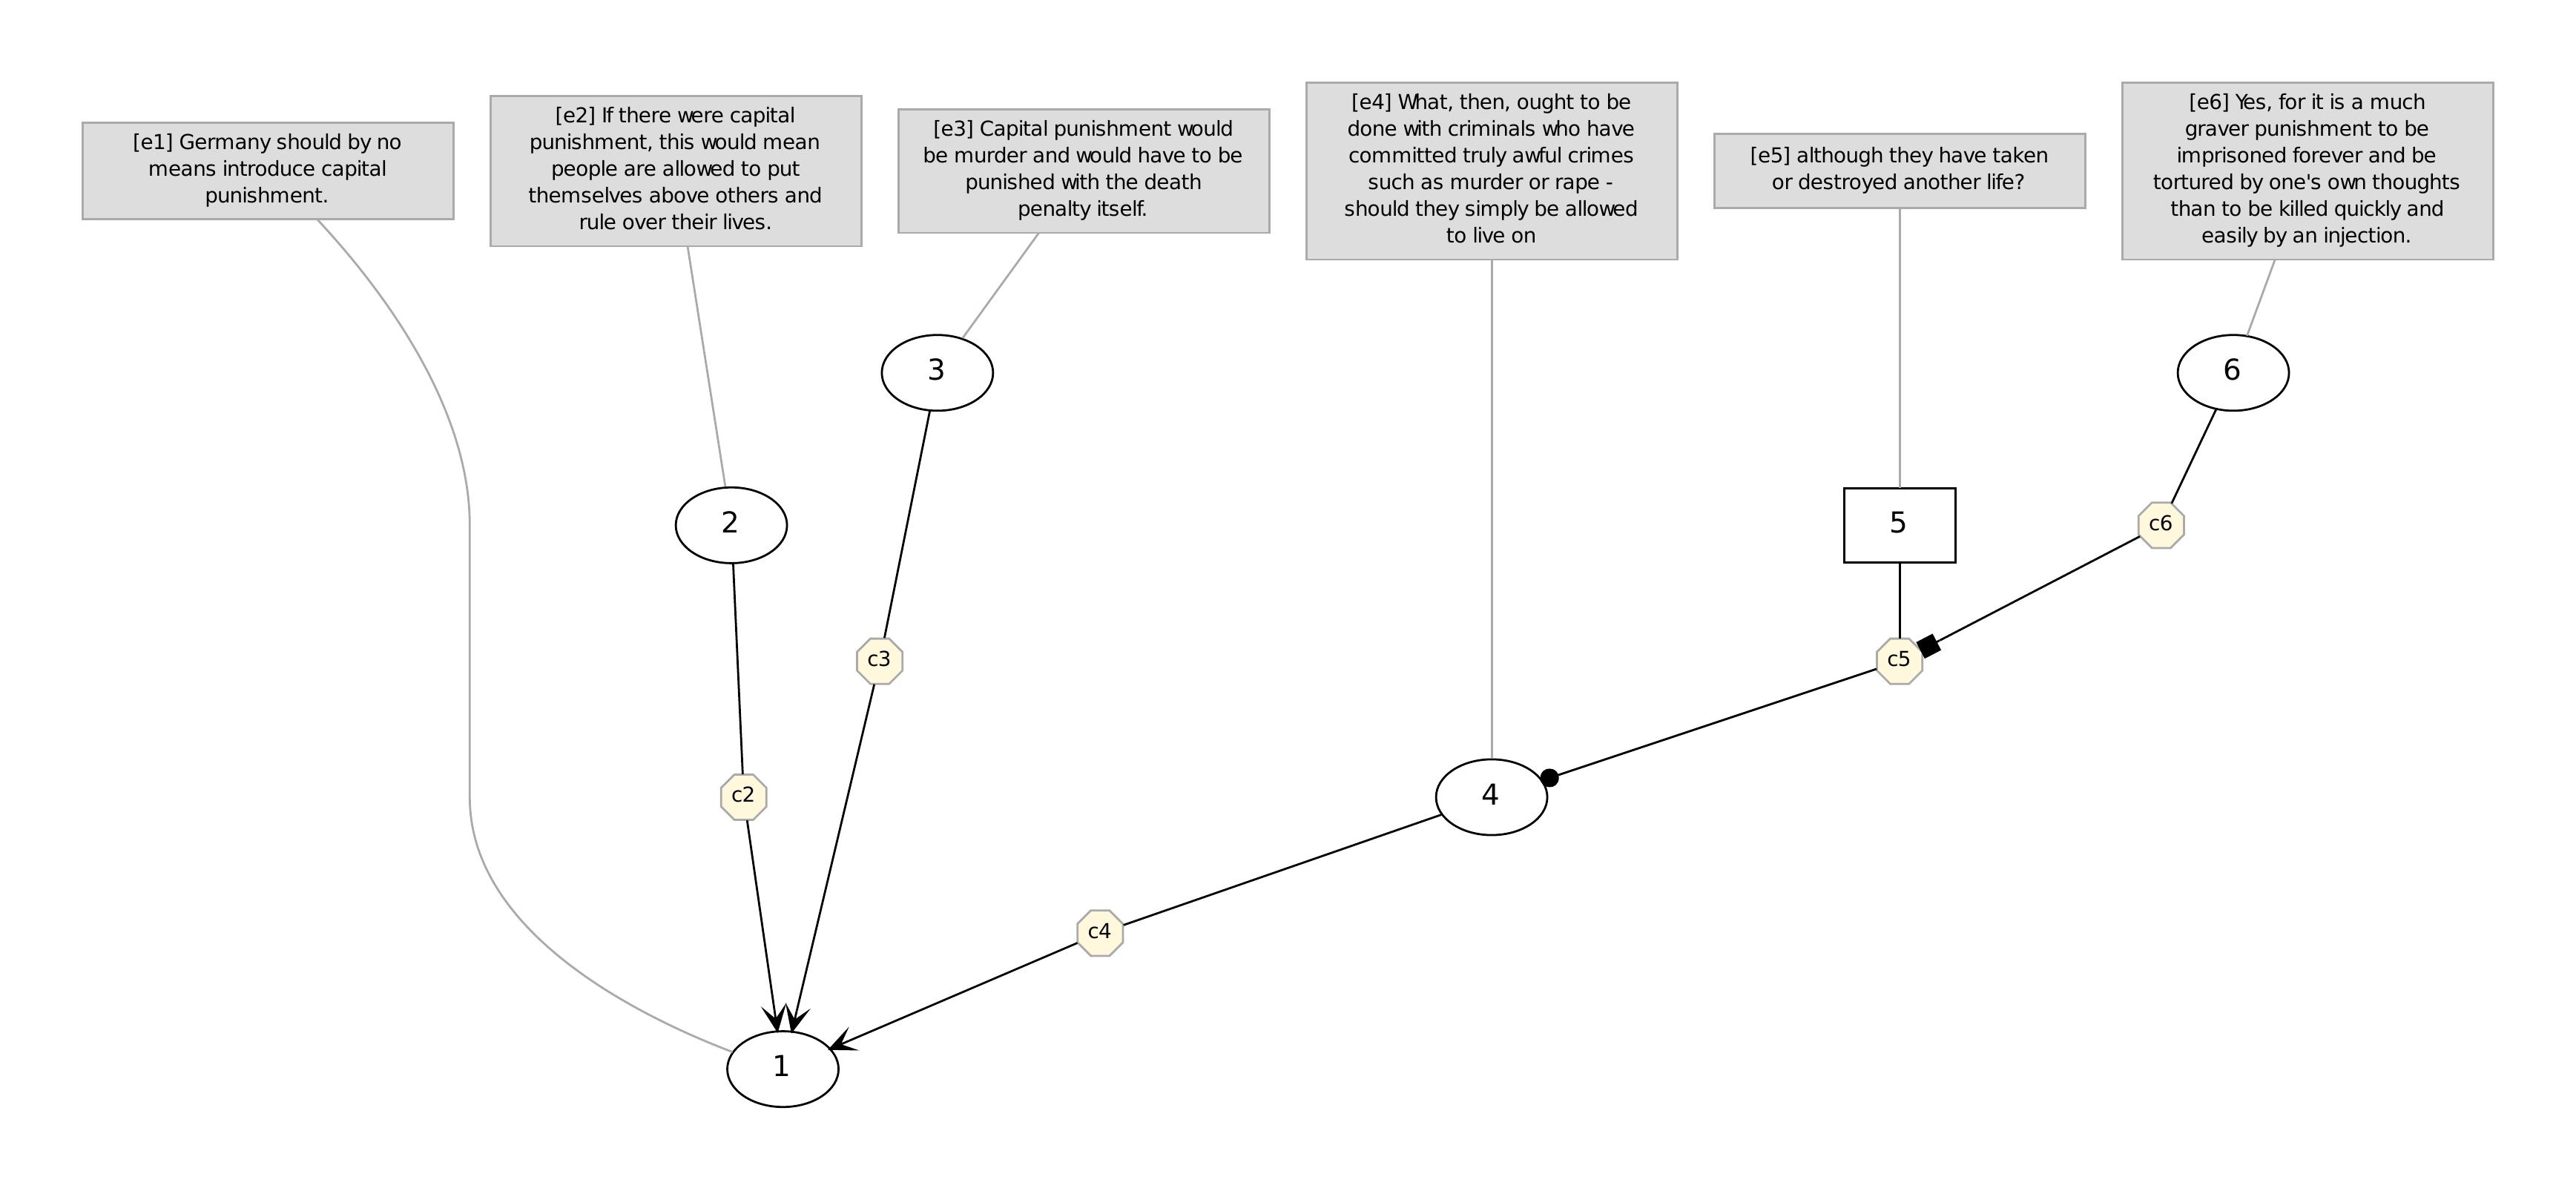 [e1] Germany should by no
means introduce capital
punishment.
[e2] If there were capital
punishment, this would mean
people are allowed to put
themselves above others and
rule over their lives.
[e3] Capital punishment would
be murder and would have to be
punished with the death
penalty itself.
[e4] What, then, ought to be
done with criminals who have
committed truly awful crimes
such as murder or rape -
should they simply be allowed
to live on
[e5] although they have taken
or destroyed another life?
[e6] Yes, for it is a much
graver punishment to be
imprisoned forever and be
tortured by one's own thoughts
than to be killed quickly and
easily by an injection.
3
6
2
5
c6
c3
c5
c2
4
c4
1